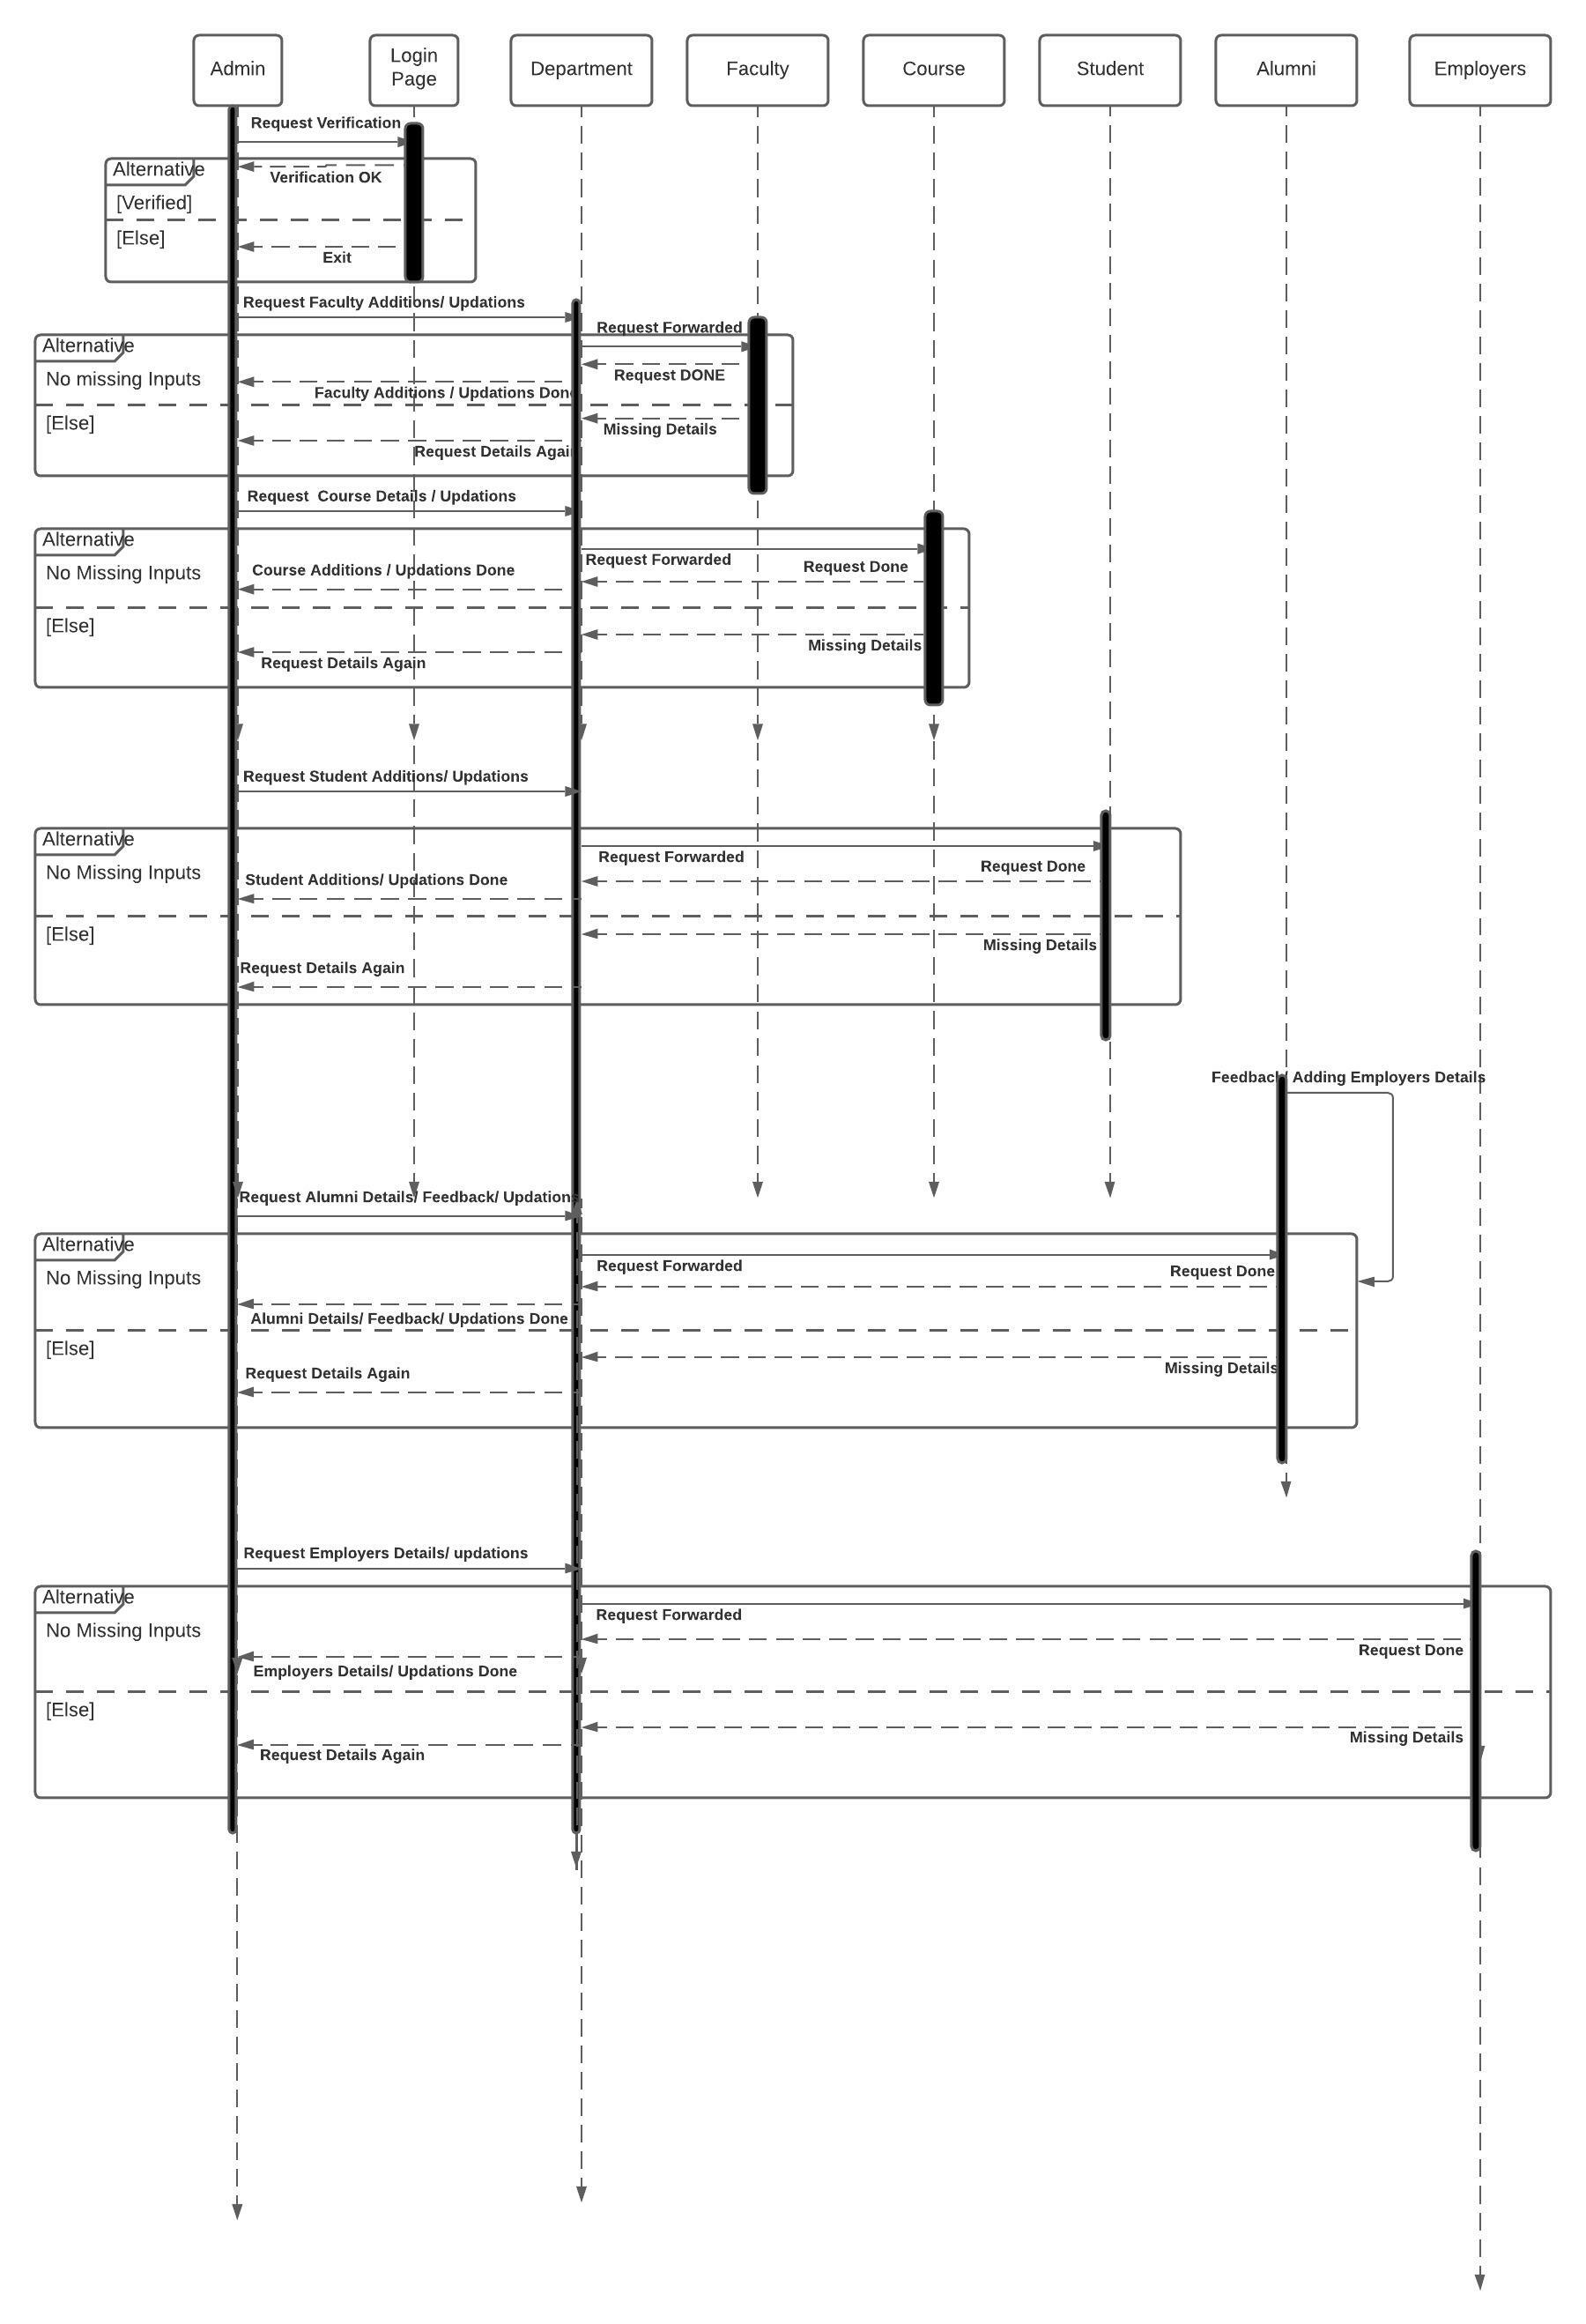 Admin
Login
Page
Department
Faculty
Course
Student
Alumni
Employers
Request Verification
Alternative
Verification OK
[Verified]
[Else]
Exit
Request Faculty Additions/ Updations
Request Forwarded
Alternative
Request DONE
No missing Inputs
Faculty Additions / Updations Done
[Else]
Missing Details
Request Details Again
Request  Course Details / Updations
Alternative
Request Forwarded
Request Done
No Missing Inputs
Course Additions / Updations Done
[Else]
Missing Details
Request Details Again
Request Student Additions/ Updations
Alternative
Request Forwarded
Request Done
No Missing Inputs
Student Additions/ Updations Done
[Else]
Missing Details
Request Details Again
Feedback/ Adding Employers Details
Request Alumni Details/ Feedback/ Updations
Alternative
Request Forwarded
Request Done
No Missing Inputs
Alumni Details/ Feedback/ Updations Done
[Else]
Missing Details
Request Details Again
Request Employers Details/ updations
Alternative
Request Forwarded
No Missing Inputs
Request Done
Employers Details/ Updations Done
[Else]
Missing Details
Request Details Again